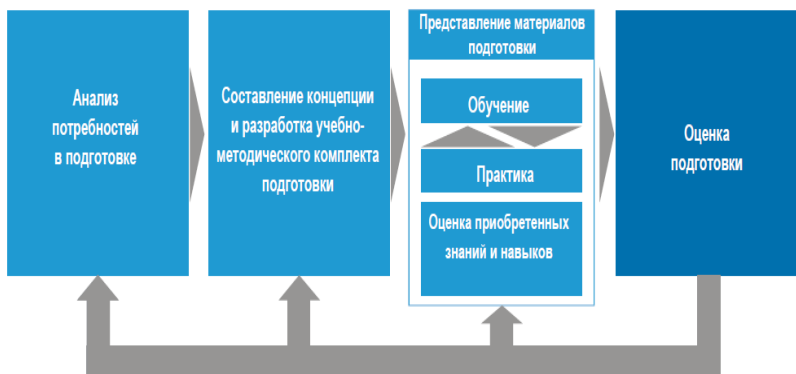 Анализ
потребностей
в подготовке
Составление концепции
и разработка учебно-
методического комплекта
подготовки
Представление материалов
подготовки
Обучение
Практика
Оценка приобретенных
знаний и навыков
Оценка
подготовки